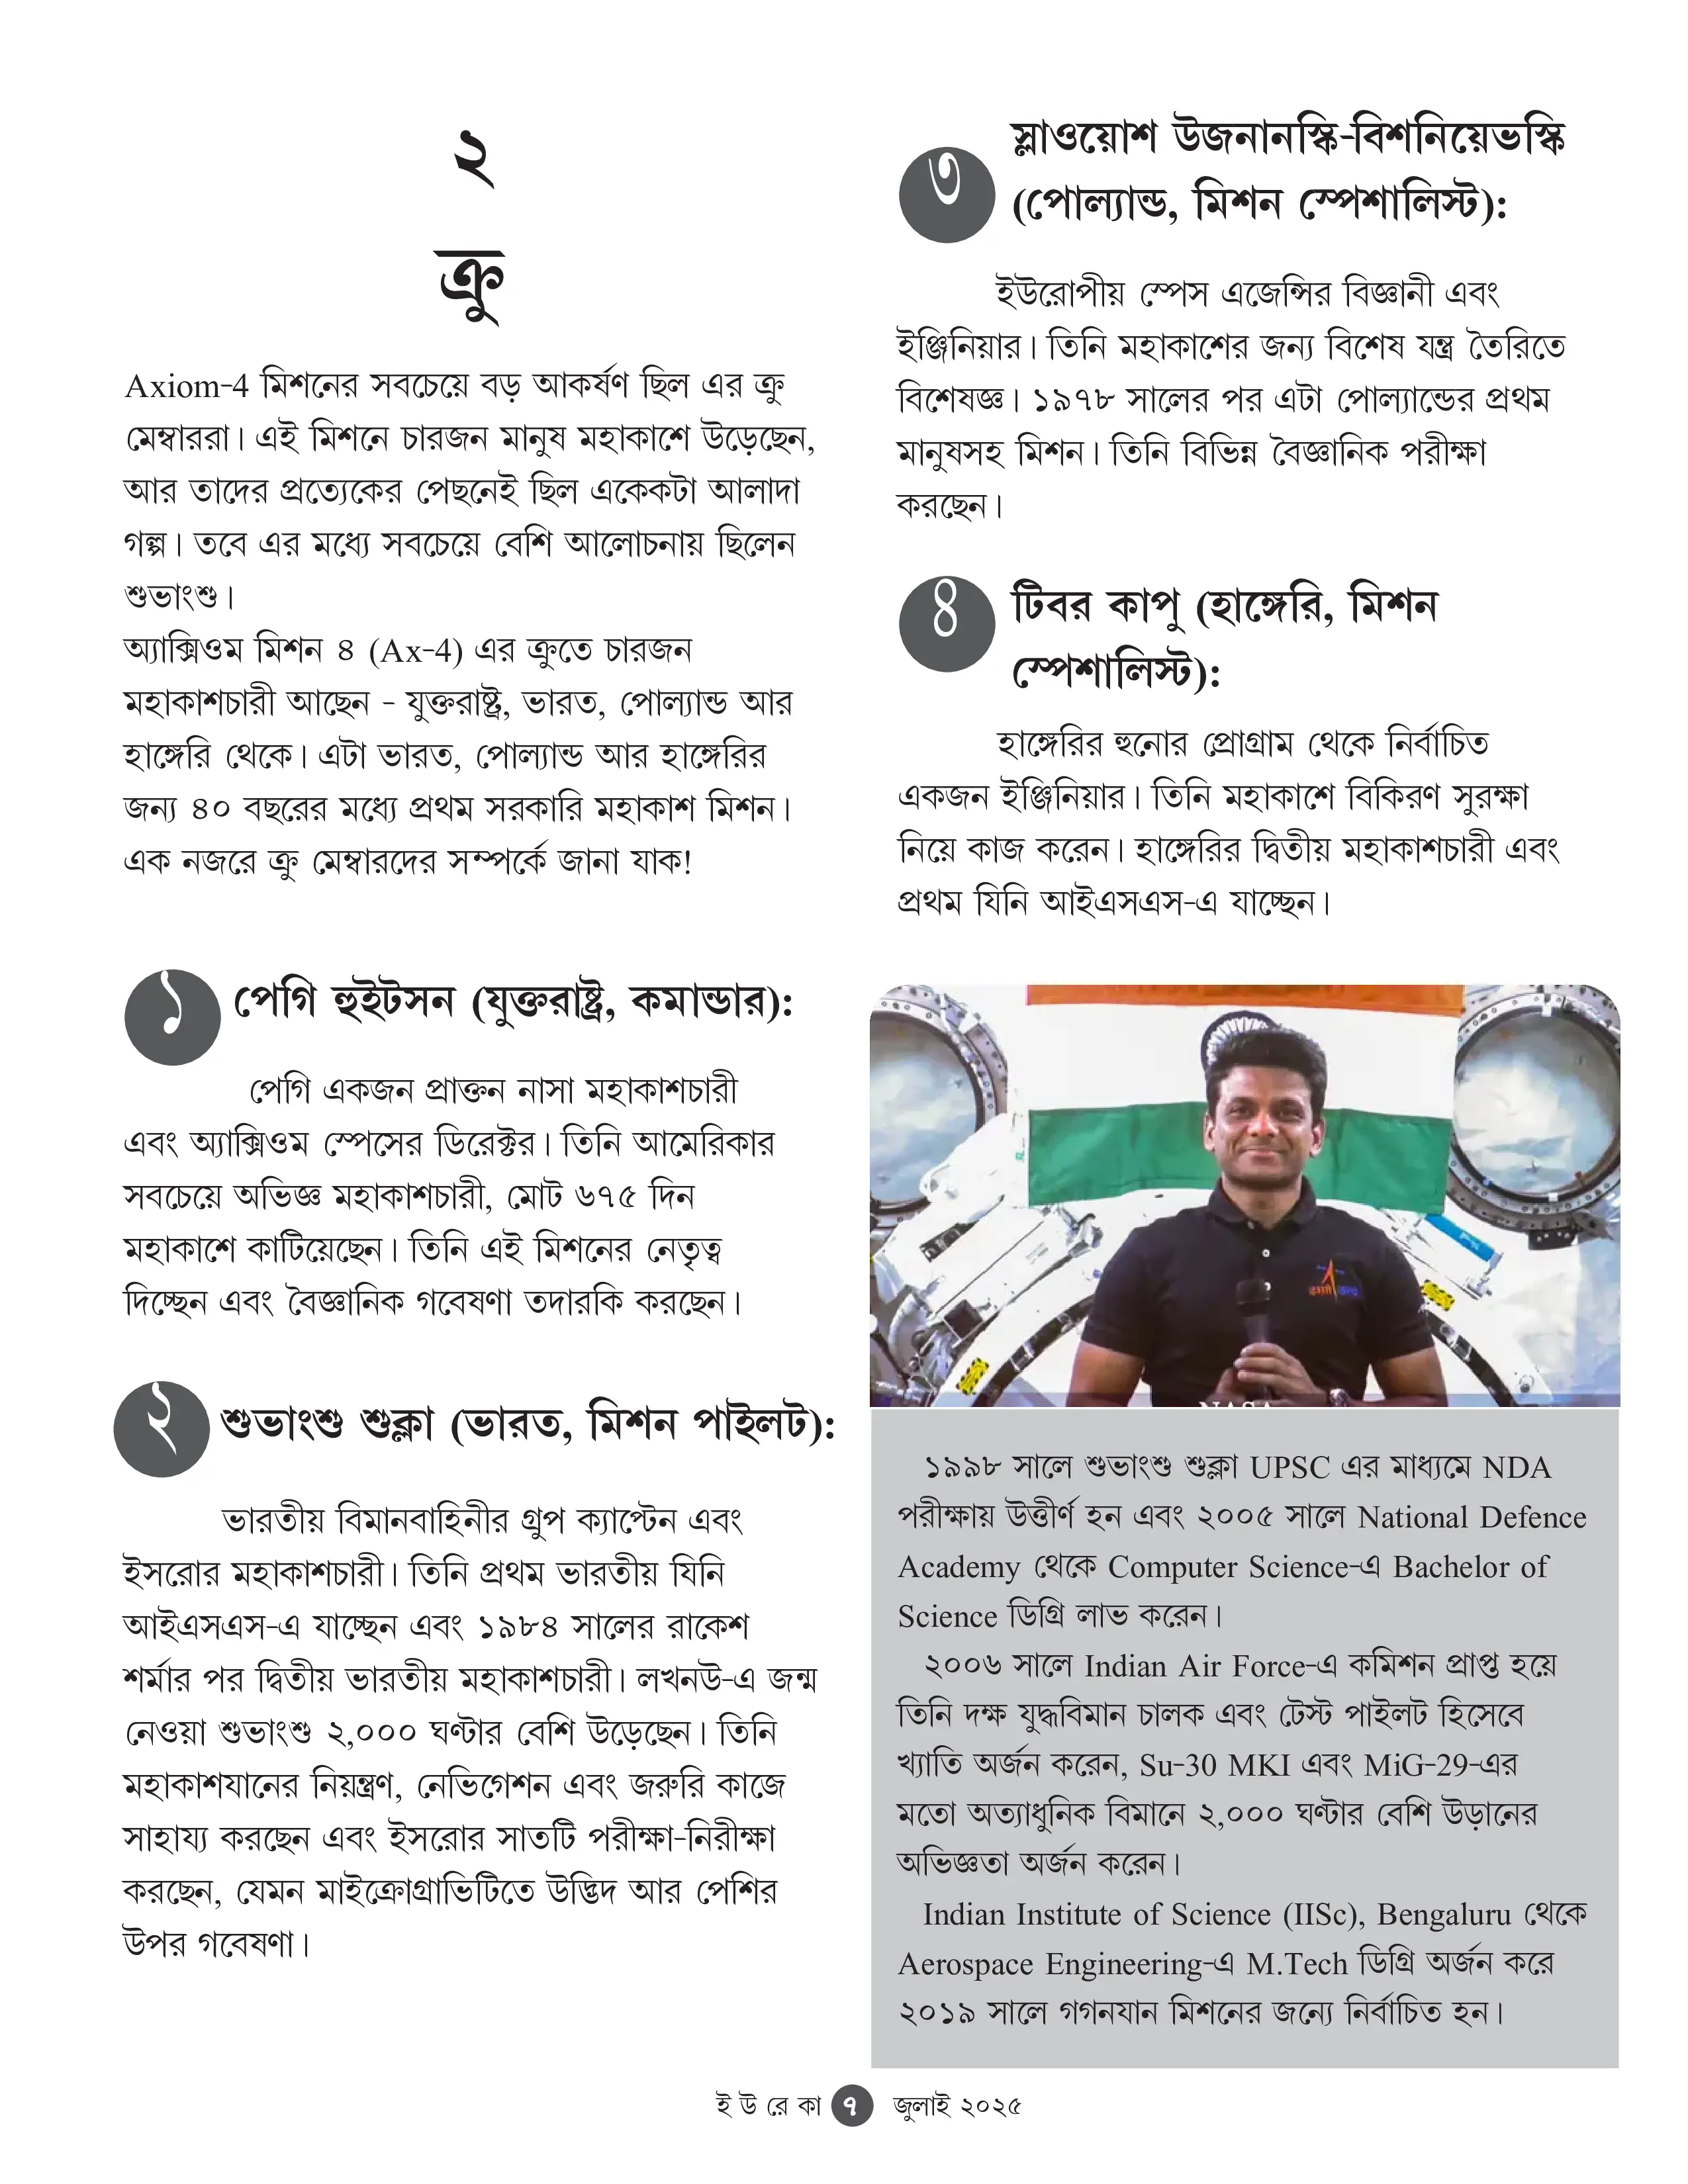 ২
ক্রু
Axiom-4 মিশনের সবচেয়ে বড় আকর্ষণ ছিল এর ক্রু
মেম্বাররা। এই মিশনে চারজন মানুষ মহাকাশে উড়েছেন,
আর তাদের প্রত্যেকের পেছনেই ছিল একেকটা আলাদা
গল্প। তবে এর মধ্যে সবচেয়ে বেশি আলোচনায় ছিলেন
শুভাংশু।
অ্যাক্সিওম মিশন ৪ (Ax-4) এর ক্রুতে চারজন
মহাকাশচারী আছেন - যুক্তরাষ্ট্র, ভারত, পোল্যান্ড আর
হাঙ্গেরি থেকে। এটা ভারত, পোল্যান্ড আর হাঙ্গেরির
জন্য ৪০ বছরের মধ্যে প্রথম সরকারি মহাকাশ মিশন।
এক নজরে ক্রু মেম্বারদের সম্পর্কে জানা যাক!
১
পেগি হুইটসন (যুক্তরাষ্ট্র, কমান্ডার):
পেগি একজন প্রাক্তন নাসা মহাকাশচারী
এবং অ্যাক্সিওম স্পেসের ডিরেক্টর। তিনি আমেরিকার
সবচেয়ে অভিজ্ঞ মহাকাশচারী, মোট ৬৭৫ দিন
মহাকাশে কাটিয়েছেন। তিনি এই মিশনের নেতৃত্ব
দিচ্ছেন এবং বৈজ্ঞানিক গবেষণা তদারকি করছেন।
২
শুভাংশু শুক্লা (ভারত, মিশন পাইলট):
ভারতীয় বিমানবাহিনীর গ্রুপ ক্যাপ্টেন এবং
ইসরোর মহাকাশচারী। তিনি প্রথম ভারতীয় যিনি
আইএসএস-এ যাচ্ছেন এবং ১৯৮৪ সালের রাকেশ
শর্মার পর দ্বিতীয় ভারতীয় মহাকাশচারী। লখনউ-এ জন্ম
নেওয়া শুভাংশু ২,০০০ ঘণ্টার বেশি উড়েছেন। তিনি
মহাকাশযানের নিয়ন্ত্রণ, নেভিগেশন এবং জরুরি কাজে
সাহায্য করছেন এবং ইসরোর সাতটি পরীক্ষা-নিরীক্ষা
করছেন, যেমন মাইক্রোগ্রাভিটিতে উদ্ভিদ আর পেশির
উপর গবেষণা।
৩
স্লাওয়োশ উজনানস্কি-বিশনিয়েভস্কি
(পোল্যান্ড, মিশন স্পেশালিস্ট):
ইউরোপীয় স্পেস এজেন্সির বিজ্ঞানী এবং
ইঞ্জিনিয়ার। তিনি মহাকাশের জন্য বিশেষ যন্ত্র তৈরিতে
বিশেষজ্ঞ। ১৯৭৮ সালের পর এটা পোল্যান্ডের প্রথম
মানুষসহ মিশন। তিনি বিভিন্ন বৈজ্ঞানিক পরীক্ষা
করছেন।
৪
টিবর কাপু (হাঙ্গেরি, মিশন
স্পেশালিস্ট):
হাঙ্গেরির হুনোর প্রোগ্রাম থেকে নির্বাচিত
একজন ইঞ্জিনিয়ার। তিনি মহাকাশে বিকিরণ সুরক্ষা
নিয়ে কাজ করেন। হাঙ্গেরির দ্বিতীয় মহাকাশচারী এবং
প্রথম যিনি আইএসএস-এ যাচ্ছেন।
১৯৯৮ সালে শুভাংশু শুক্লা UPSC এর মাধ্যমে NDA
পরীক্ষায় উত্তীর্ণ হন এবং ২০০৫ সালে National Defence
Academy থেকে Computer Science-এ Bachelor of
Science ডিগ্রি লাভ করেন।
২০০৬ সালে Indian Air Force-এ কমিশন প্রাপ্ত হয়ে
তিনি দক্ষ যুদ্ধবিমান চালক এবং টেস্ট পাইলট হিসেবে
খ্যাতি অর্জন করেন, Su-30 MKI এবং MiG-29-এর
মতো অত্যাধুনিক বিমানে ২,০০০ ঘণ্টার বেশি উড়ানের
অভিজ্ঞতা অর্জন করেন।
Indian Institute of Science (IISc), Bengaluru থেকে
Aerospace Engineering-এ M.Tech ডিগ্রি অর্জন করে
২০১৯ সালে গগনযান মিশনের জন্যে নির্বাচিত হন।
ই উ রে কা ৭ জুলাই ২০২৫